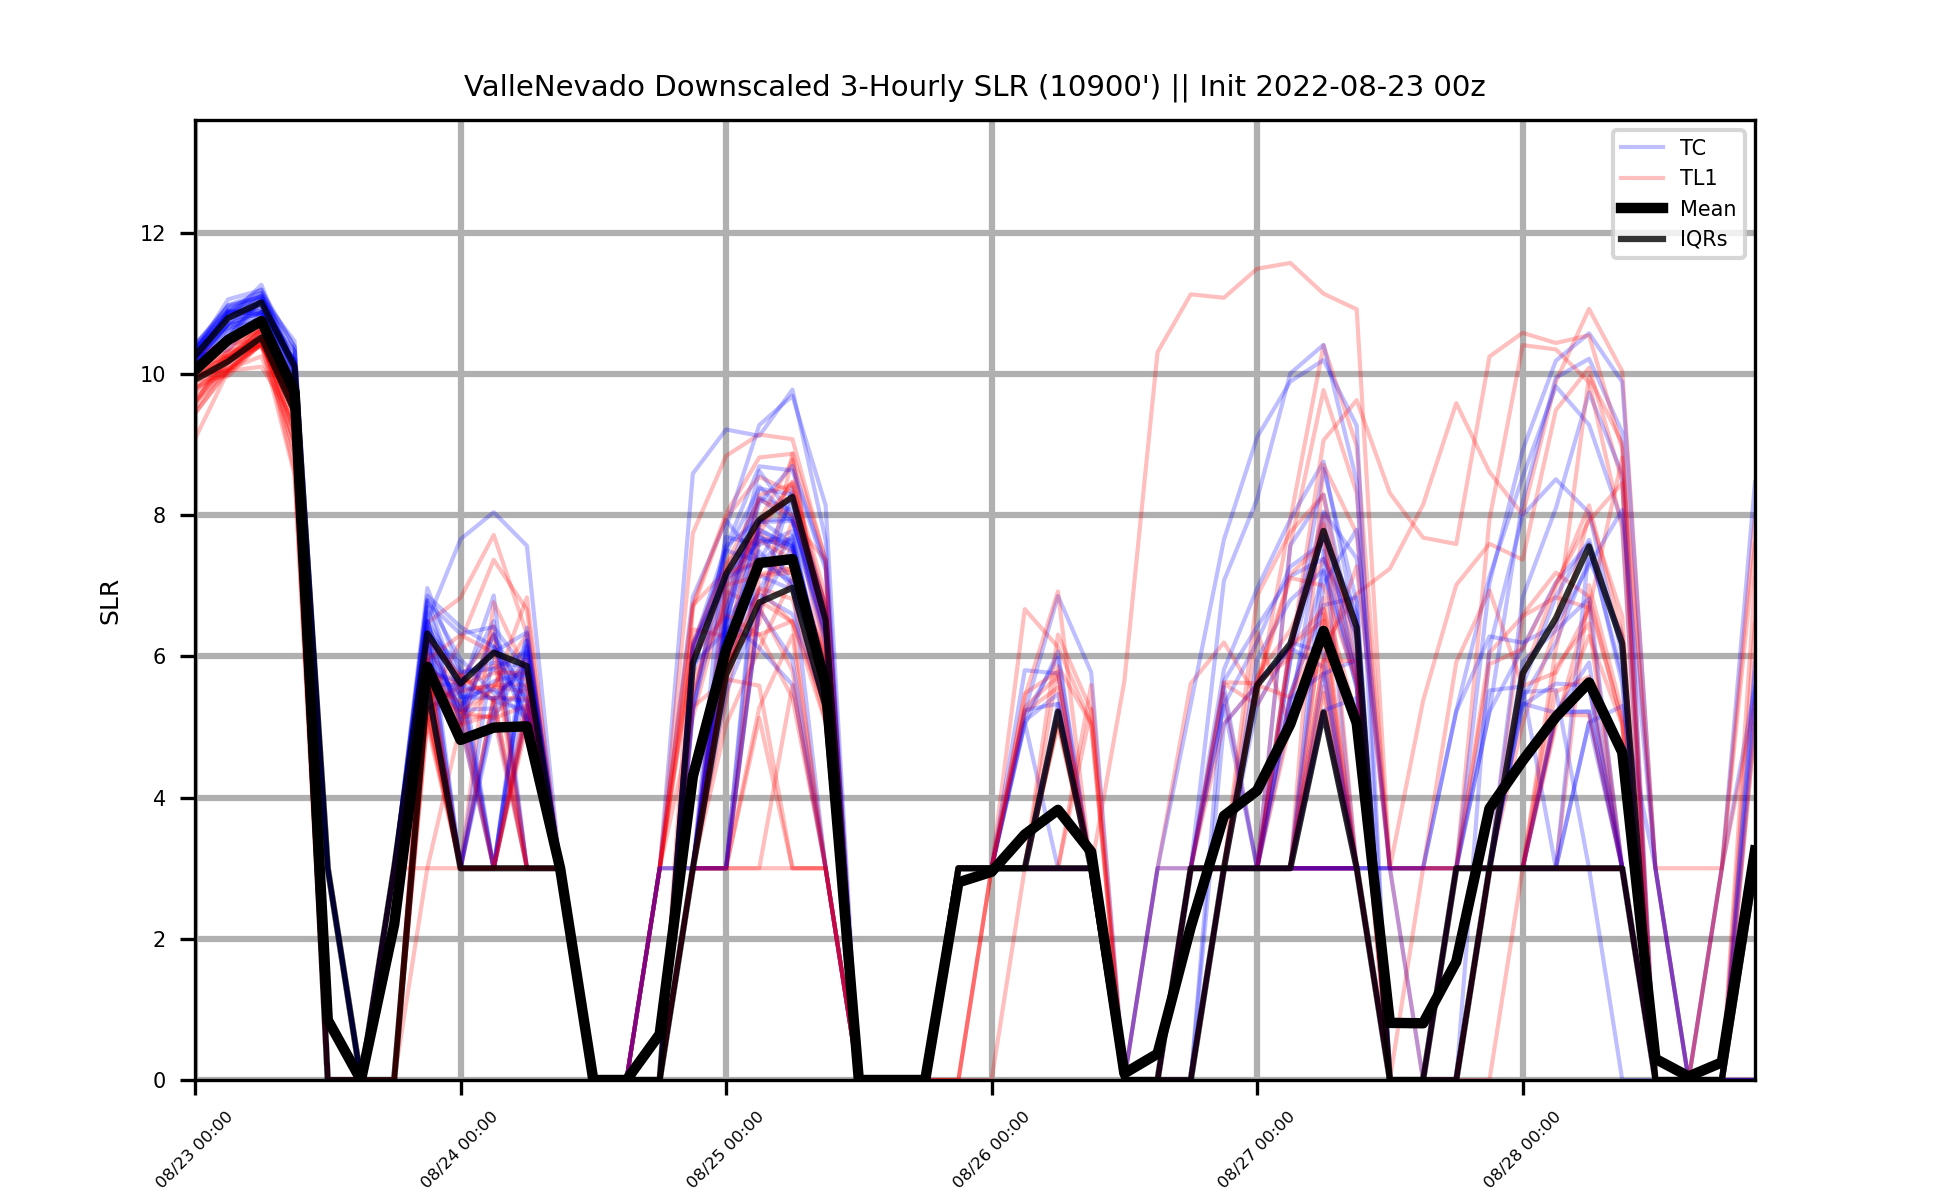 ValleNevado Downscaled 3-Hourly SLR (10900') || Init 2022-08-23 00z
TC
TL1
Mean
IQRs
SLR
12
10
8
6
4
2
0
08/23 00:00
08/24 00:00
08/25 00:00
08/26 00:00
08/27 00:00
08/28 00:00